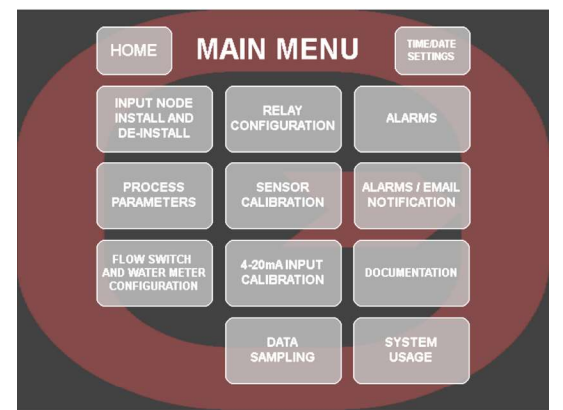 HOME
MAIN MENU
TIME/DATE
SETTINGS
INPUT NODE
INSTALL AND
DE-INSTALL
RELAY
CONFIGURATION
ALARMS
PROCESS
PARAMETERS
SENSOR
CALIBRATION
ALARMS / EMAIL
NOTIFICATION
FLOW SWITCH
AND WATER METER
CONFIGURATION
4-20mA INPUT
CALIBRATION
DOCUMENTATION
DATA
SAMPLING
SYSTEM
USAGE